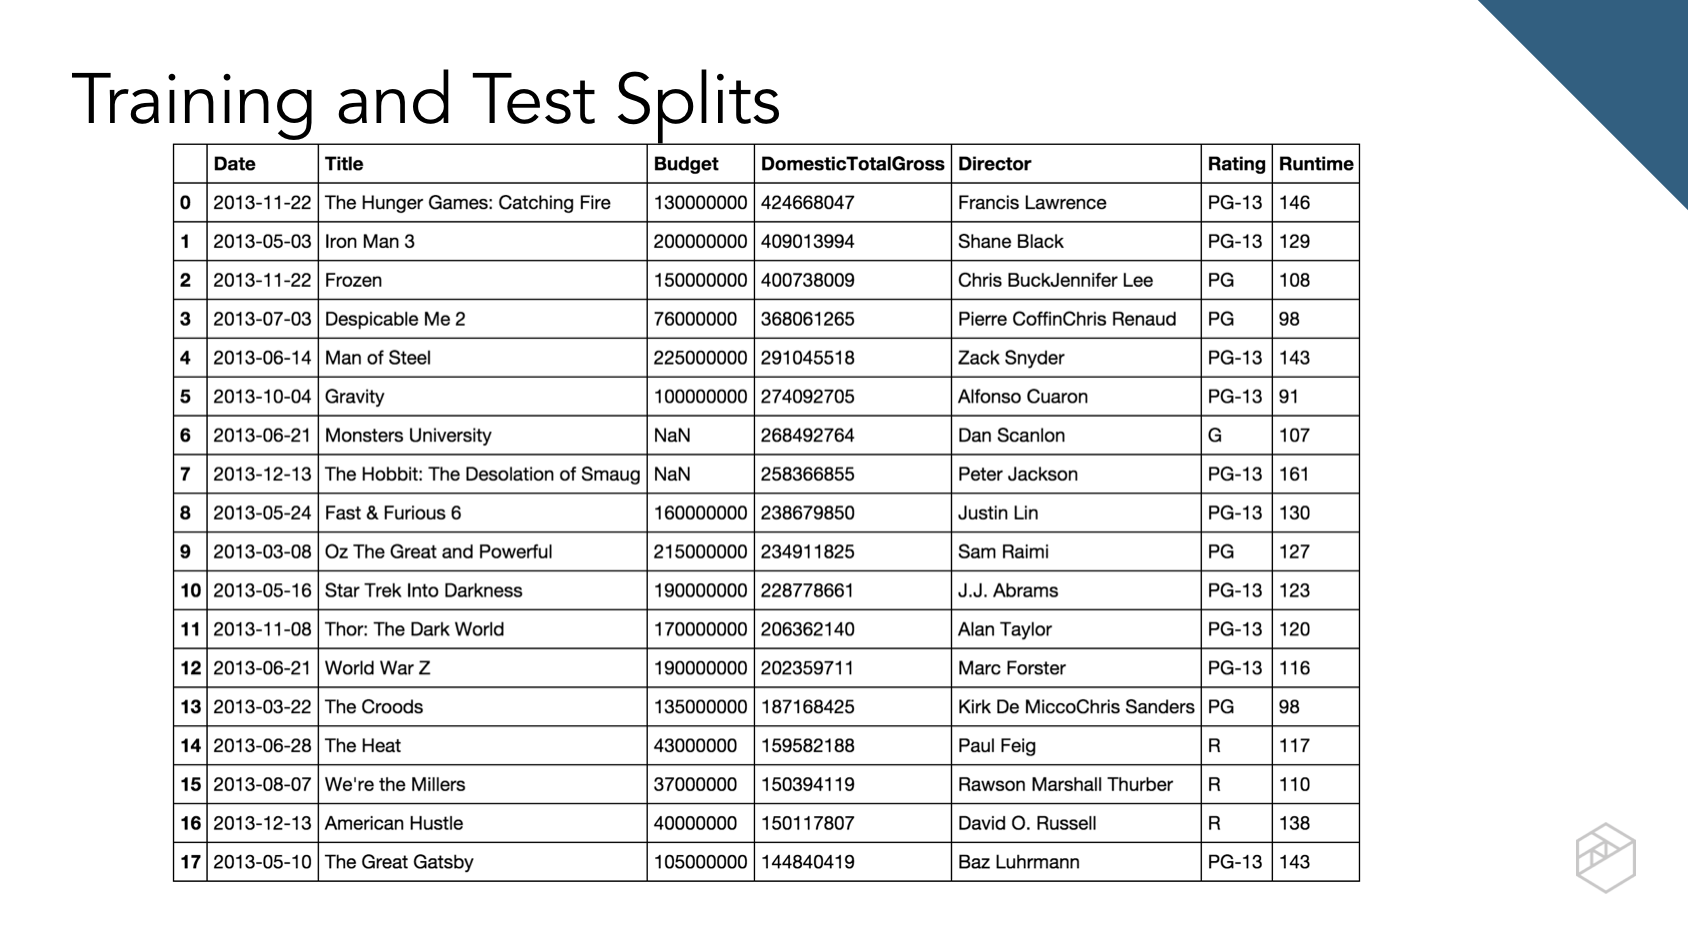 Training and Test Splits
Date Title Budget DomesticTotalGross Director Rating Runtime
0 2013-11-22 The Hunger Games: Catching Fire 130000000 424668047 Francis Lawrence PG-13 146
1 2013-05-03 Iron Man 3 200000000 409013994 Shane Black PG-13 129
2 2013-11-22 Frozen 150000000 400738009 Chris BuckJennifer Lee PG 108
3 2013-07-03 Despicable Me 2 76000000 368061265 Pierre CoffinChris Renaud PG 98
4 2013-06-14 Man of Steel 225000000 291045518 Zack Snyder PG-13 143
5 2013-10-04 Gravity 100000000 274092705 Alfonso Cuaron PG-13 91
6 2013-06-21 Monsters University NaN 268492764 Dan Scanlon G 107
7 2013-12-13 The Hobbit: The Desolation of Smaug NaN 258366855 Peter Jackson PG-13 161
8 2013-05-24 Fast & Furious 6 160000000 238679850 Justin Lin PG-13 130
9 2013-03-08 Oz The Great and Powerful 215000000 234911825 Sam Raimi PG 127
10 2013-05-16 Star Trek Into Darkness 190000000 228778661 J.J. Abrams PG-13 123
11 2013-11-08 Thor: The Dark World 170000000 206362140 Alan Taylor PG-13 120
12 2013-06-21 World War Z 190000000 202359711 Marc Forster PG-13 116
13 2013-03-22 The Croods 135000000 187168425 Kirk De MiccoChris Sanders PG 98
14 2013-06-28 The Heat 43000000 159582188 Paul Feig R 117
15 2013-08-07 We're the Millers 37000000 150394119 Rawson Marshall Thurber R 110
16 2013-12-13 American Hustle 40000000 150117807 David O. Russell R 138
17 2013-05-10 The Great Gatsby 105000000 144840419 Baz Luhrmann PG-13 143